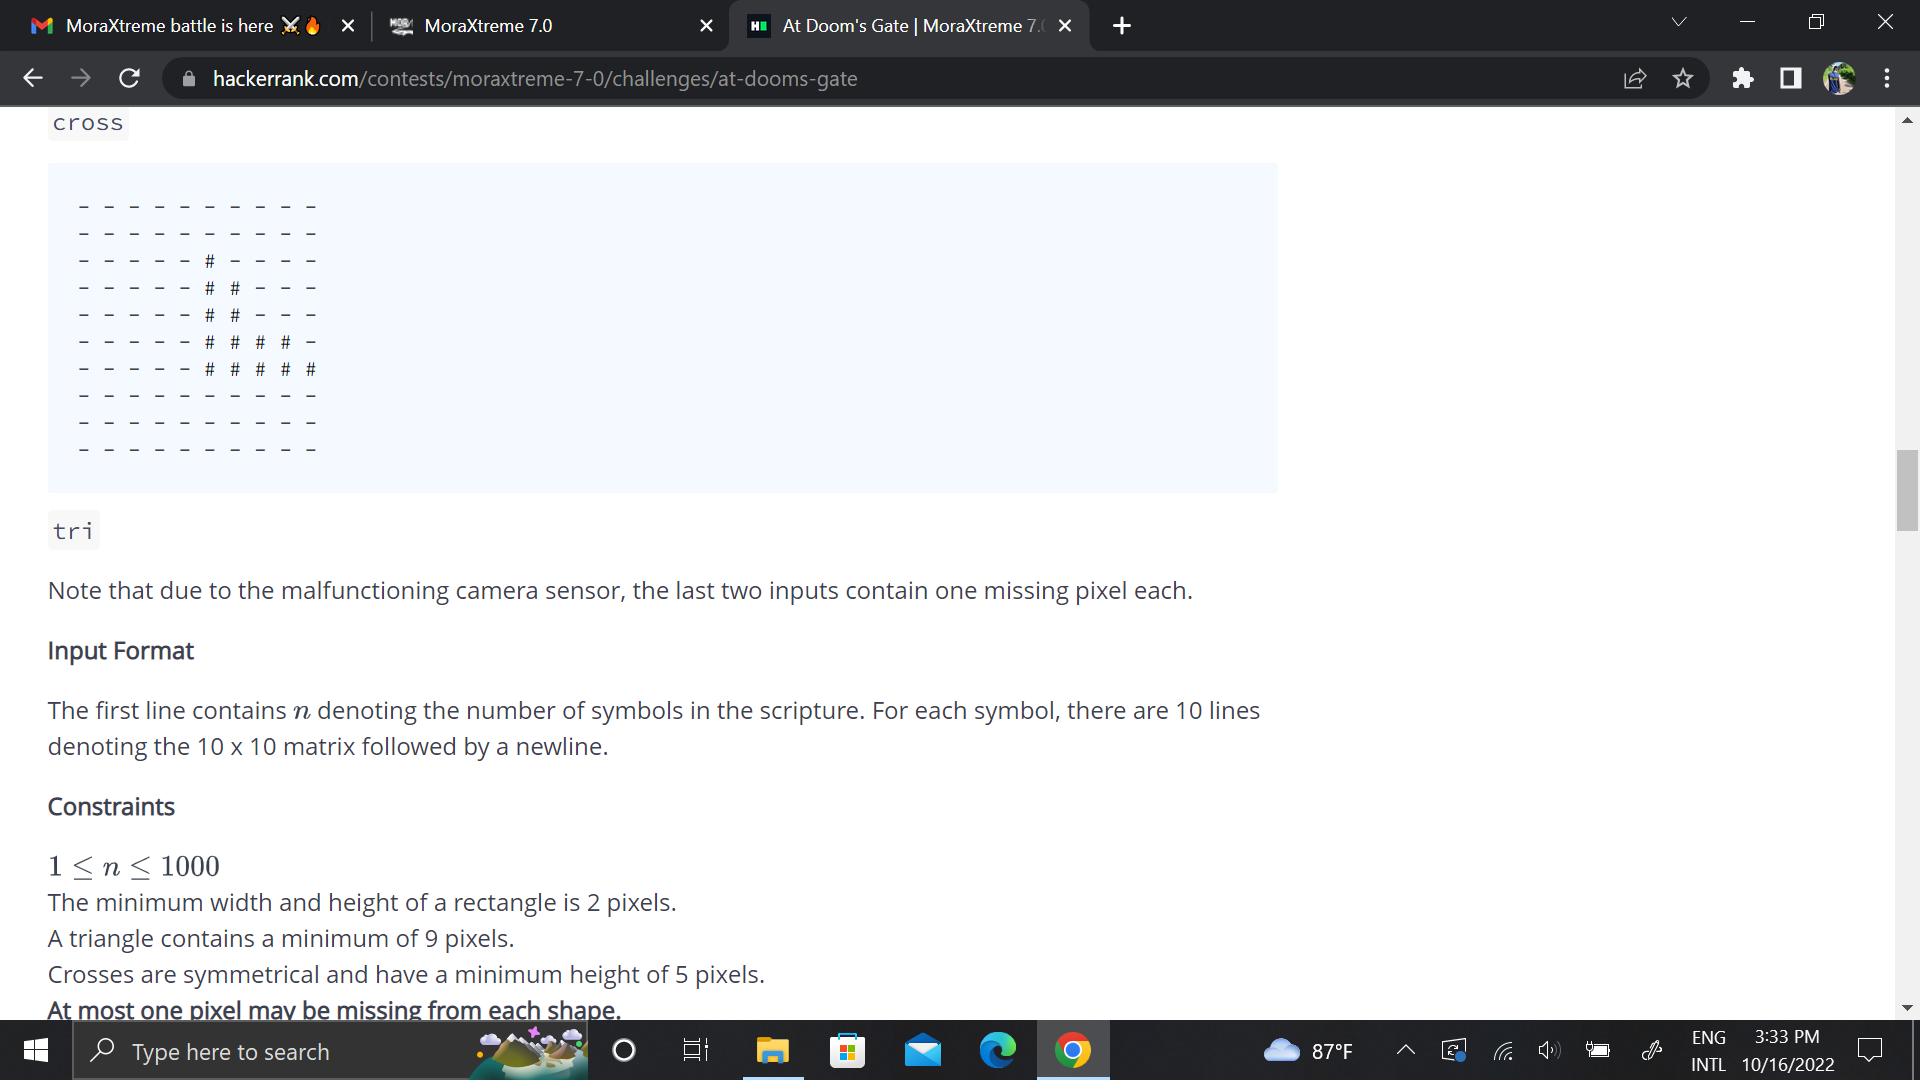 MoraXtreme battle is here ⚔️🔥
MoraXtreme 7.0
At Doom's Gate | MoraXtreme 7.
hackerrank.com/contests/moraxtreme-7-0/challenges/at-dooms-gate
cross
- - - - - - - - - -
- - - - - - - - - -
- - - - - # - - - -
- - - - - # # - - -
- - - - - # # - - -
- - - - - # # # # -
- - - - - # # # # #
- - - - - - - - - -
- - - - - - - - - -
- - - - - - - - - -
tri
Note that due to the malfunctioning camera sensor, the last two inputs contain one missing pixel each.
Input Format
The first line contains n denoting the number of symbols in the scripture. For each symbol, there are 10 lines
denoting the 10 x 10 matrix followed by a newline.
Constraints
1 ≤ n ≤ 1000
The minimum width and height of a rectangle is 2 pixels.
A triangle contains a minimum of 9 pixels.
Crosses are symmetrical and have a minimum height of 5 pixels.
At most one pixel may be missing from each shape.
Type here to search
87°F
ENG
INTL
3:33 PM
10/16/2022